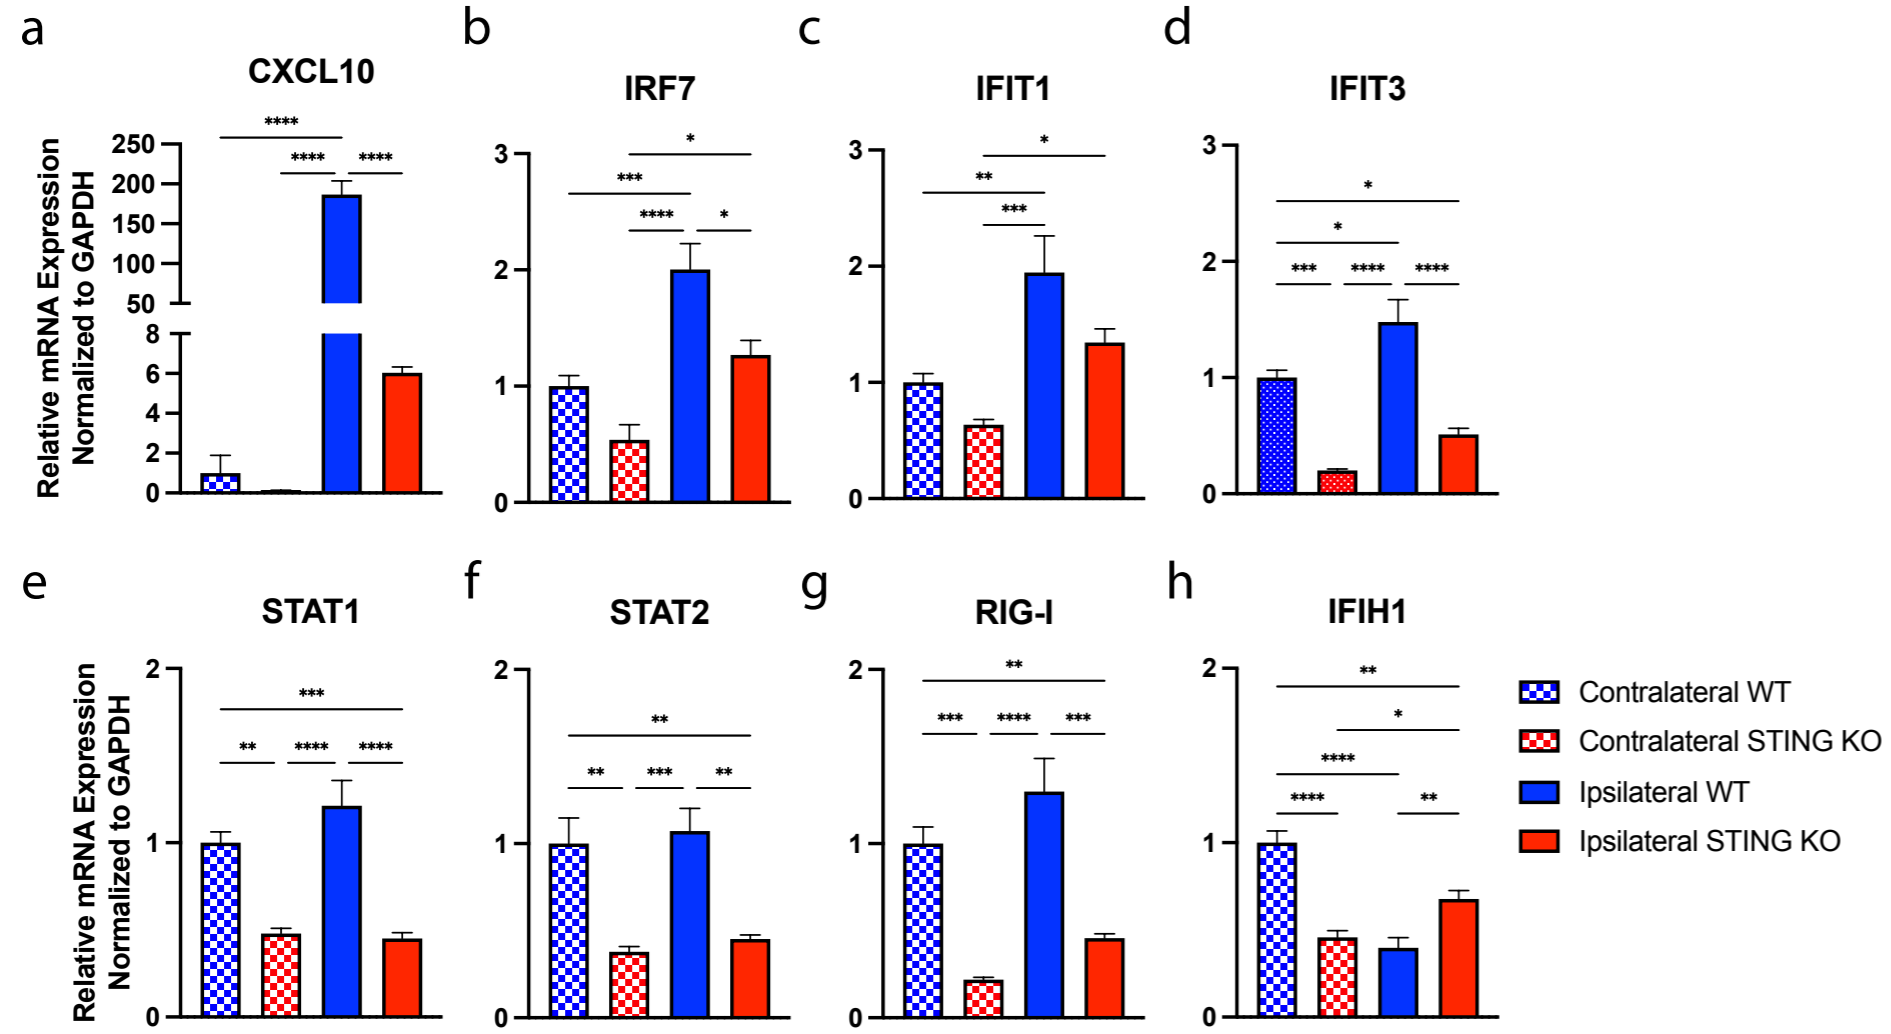 a
CXCL10
Relative mRNA Expression
Normalized to GAPDH
250
200
150
100
50
8
6
4
2
0
****
**** ****
b
IRF7
3
2
1
0
*
***
**** *
c
IFIT1
3
2
1
0
*
**
***
d
IFIT3
3
2
1
0
*
*
*** **** ****
e
STAT1
Relative mRNA Expression
Normalized to GAPDH
2
1
0
***
** **** ****
f
STAT2
2
1
0
**
** *** **
g
RIG-I
2
1
0
**
*** **** ***
h
IFIH1
2
1
0
**
*
****
**** **
Contralateral WT
Contralateral STING KO
Ipsilateral WT
Ipsilateral STING KO